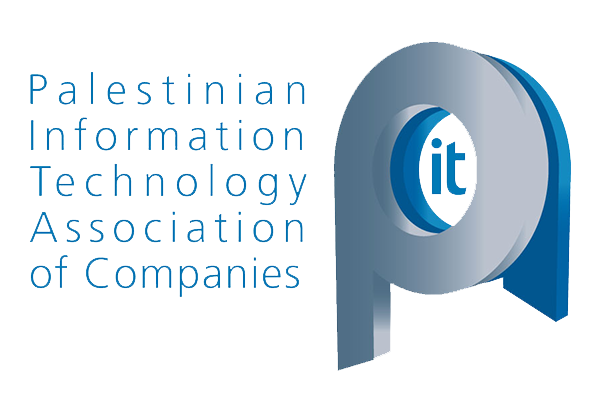 Palestinian
Information
Technology
Association
of Companies
it